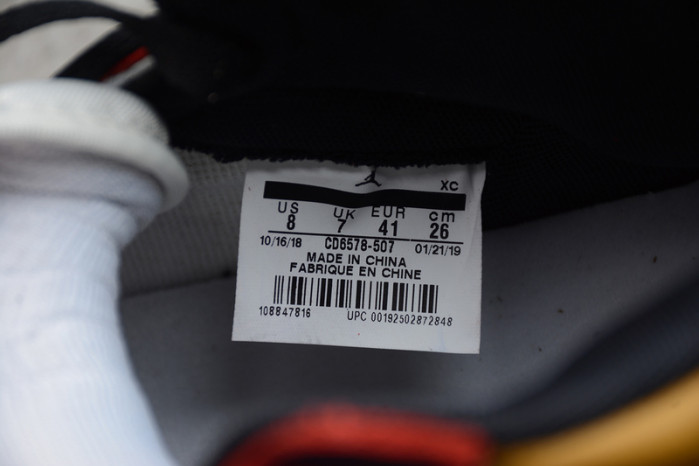 XC
US UK EUR cm
8 7 41 26
10/16/18 CD6578-507 01/21/19
MADE IN CHINA
FABRIQUE EN CHINE
108847816 UPC 00192502872848